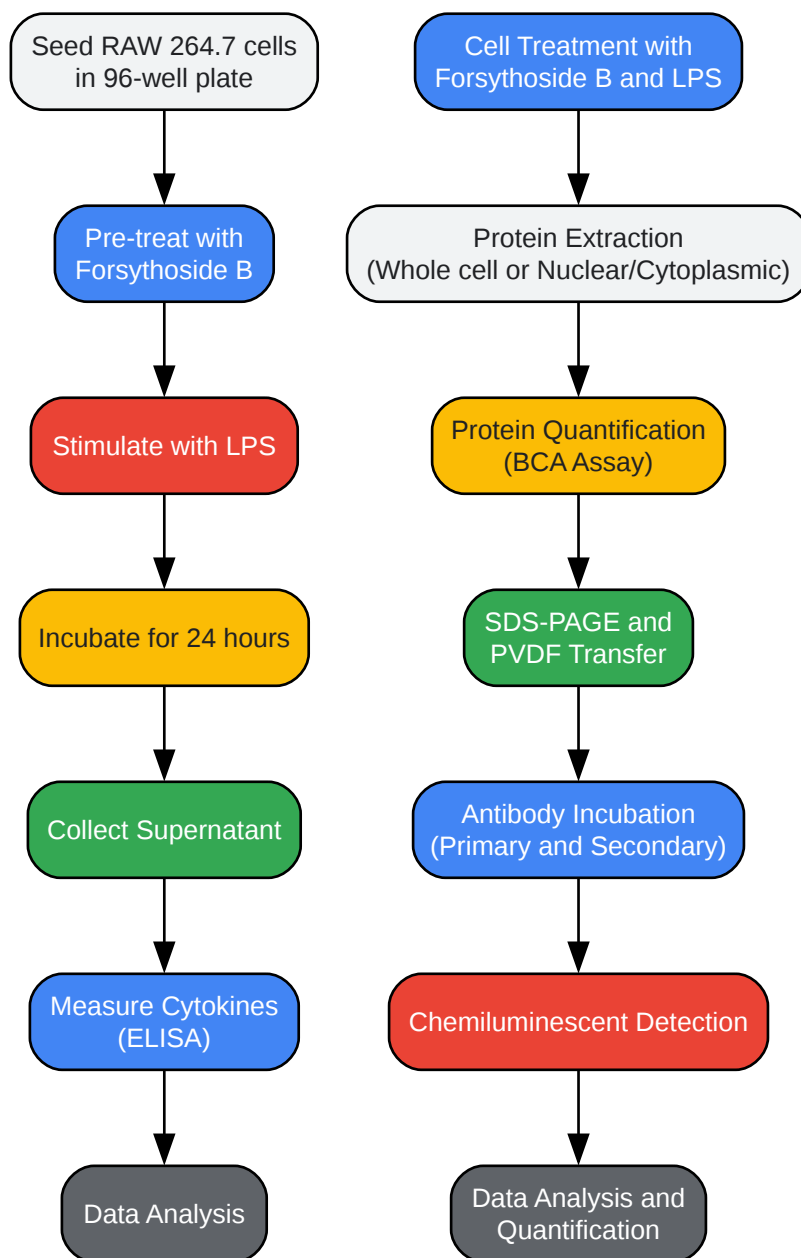 Seed RAW 264.7 cells
in 96-well plate
Pre-treat with
Forsythoside B
Stimulate with LPS
Incubate for 24 hours
Collect Supernatant
Measure Cytokines
(ELISA)
Data Analysis
Cell Treatment with
Forsythoside B and LPS
Protein Extraction
(Whole cell or Nuclear/Cytoplasmic)
Protein Quantification
(BCA Assay)
SDS-PAGE and
PVDF Transfer
Antibody Incubation
(Primary and Secondary)
Chemiluminescent Detection
Data Analysis and
Quantification